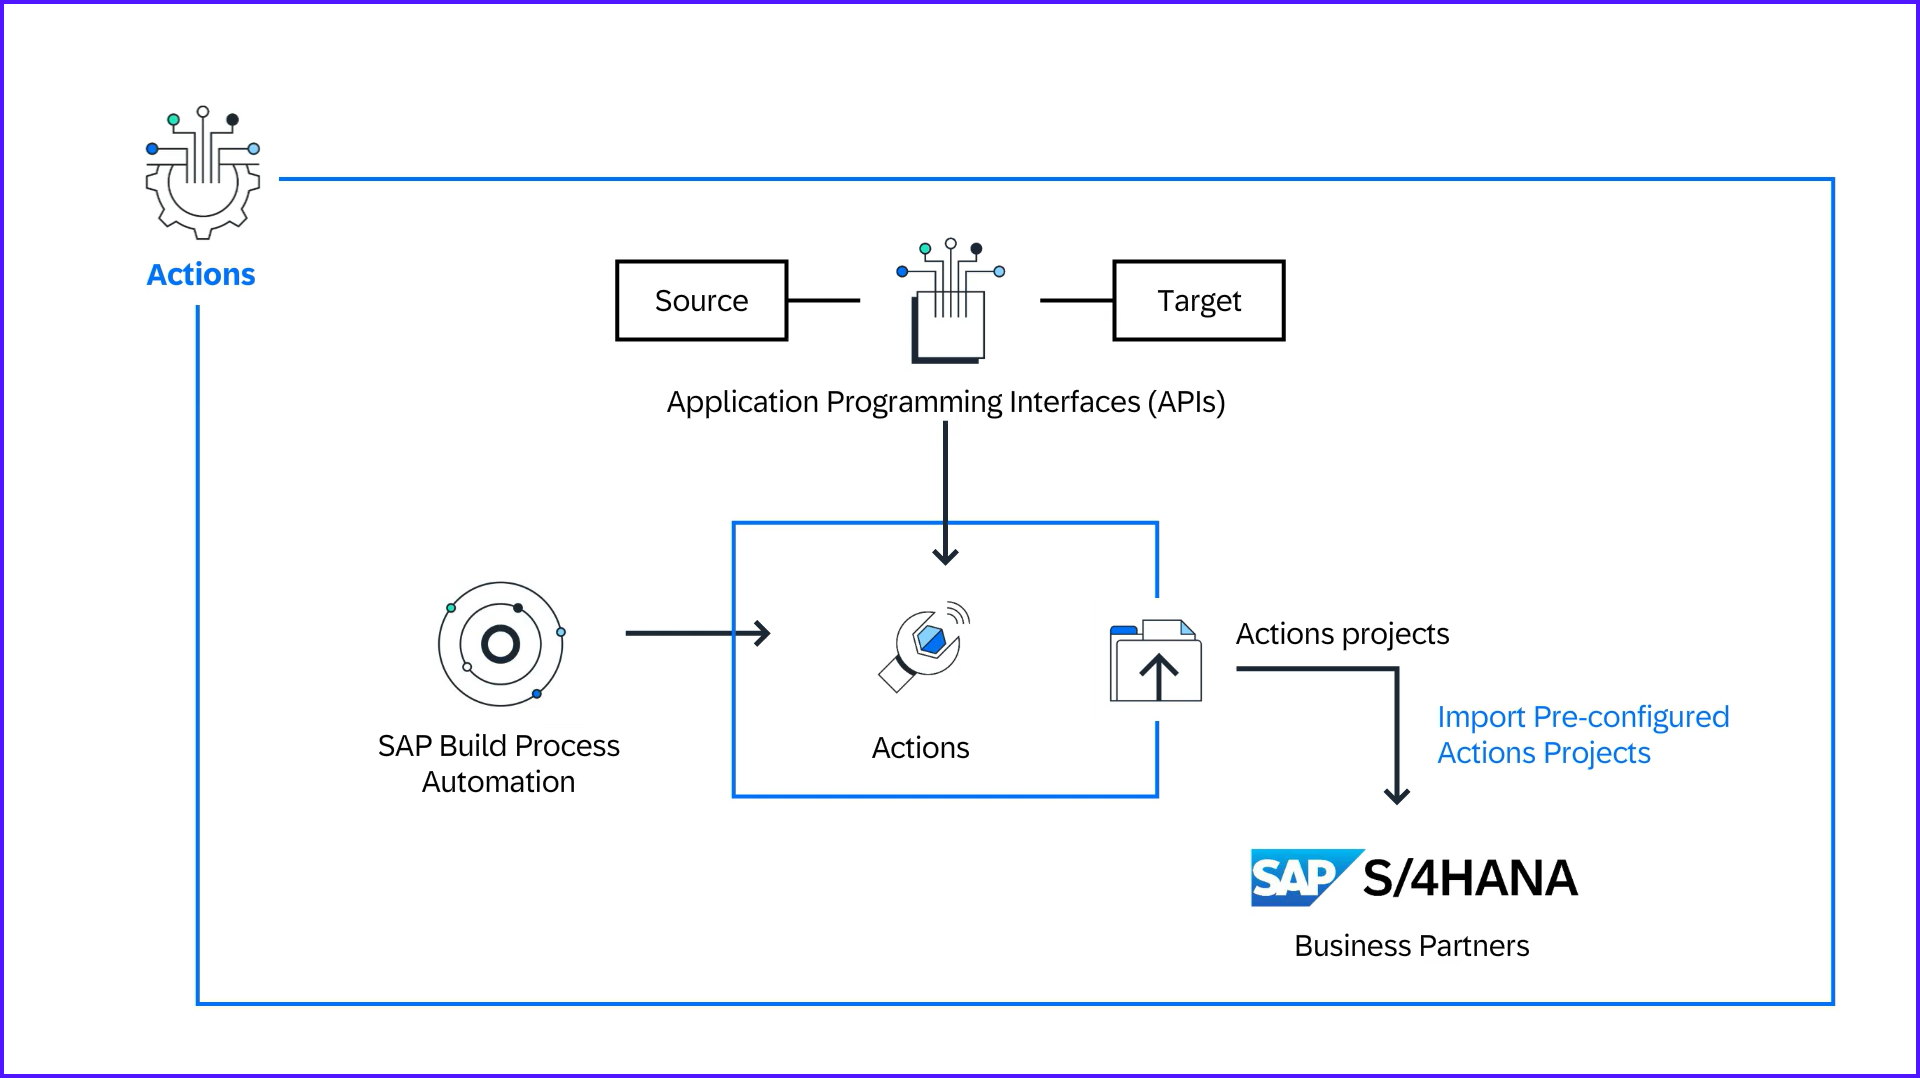 Actions
Source
Target
Application Programming Interfaces (APIs)
SAP Build Process
Automation
Actions
Actions projects
Import Pre-configured
Actions Projects
SAP S/4HANA
Business Partners